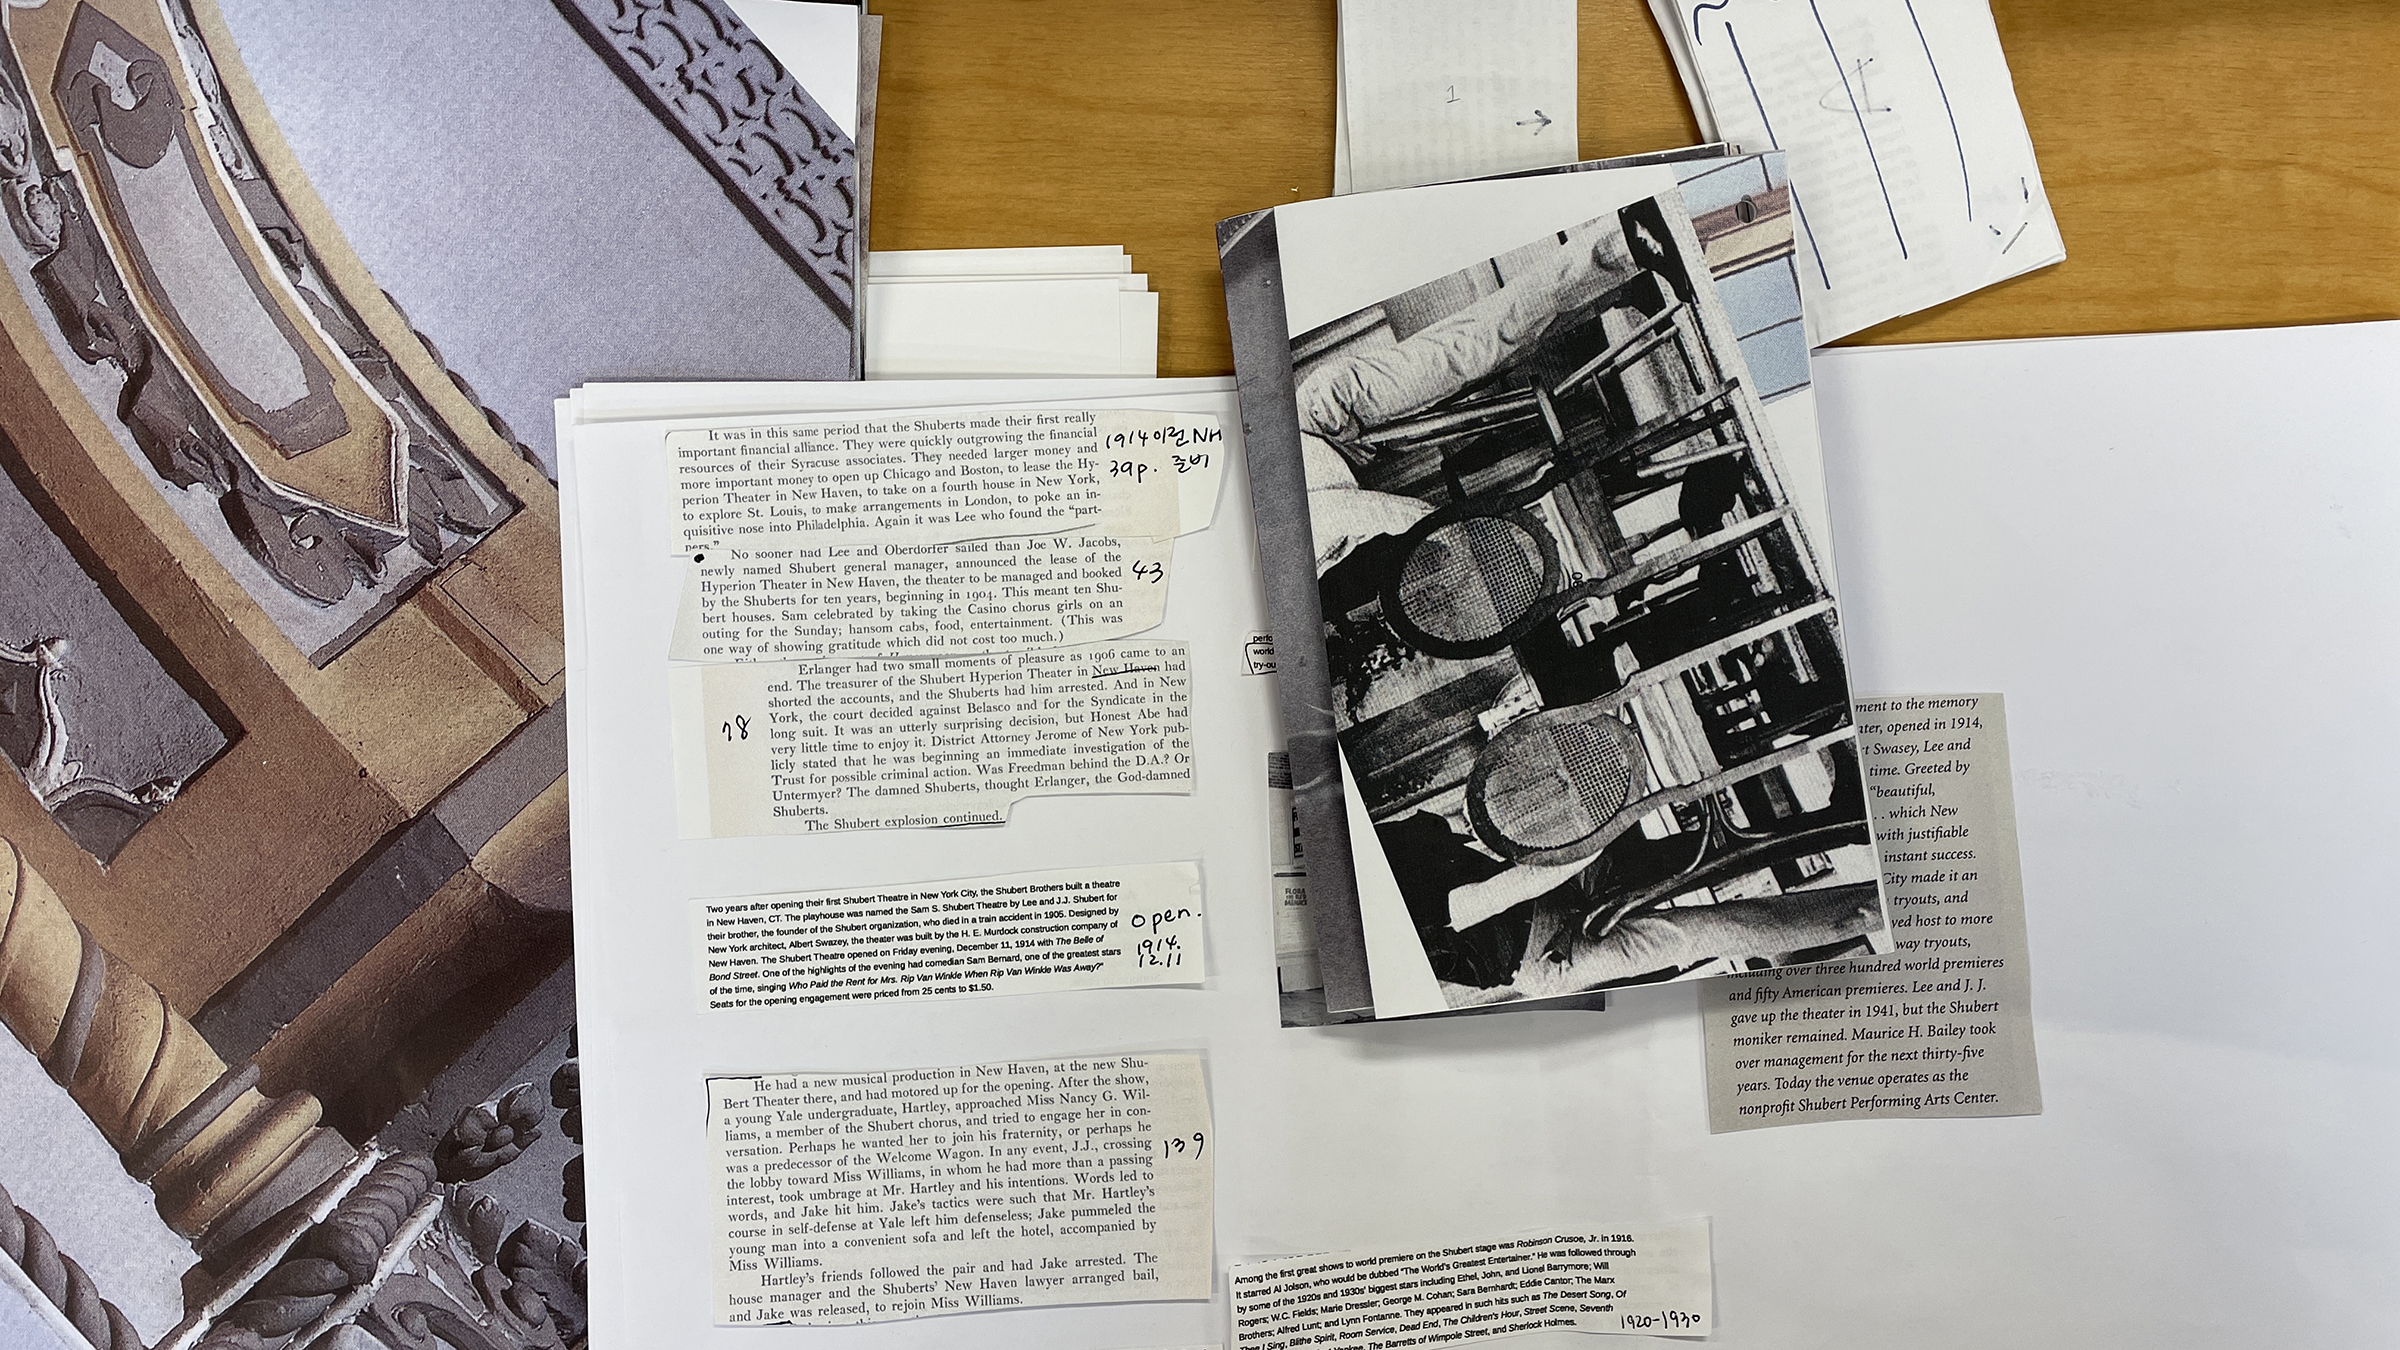 1
→
It was in this same period that the Shuberts made their first really
important financial alliance. They were quickly outgrowing the financial
resources of their Syracuse associates. They needed larger money and
more important money to open up Chicago and Boston, to lease the Hy-
perion Theater in New Haven, to take on a fourth house in New York,
to explore St. Louis, to make arrangements in London, to poke an in-
quisitive nose into Philadelphia. Again it was Lee who found the “part-
ners.”
1914 이전 NH
39p. 준비
No sooner had Lee and Oberdorfer sailed than Joe W. Jacobs,
newly named Shubert general manager, announced the lease of the
Hyperion Theater in New Haven, the theater to be managed and booked
by the Shuberts for ten years, beginning in 1904. This meant ten Shu-
bert houses. Sam celebrated by taking the Casino chorus girls on an
outing for the Sunday; hansom cabs, food, entertainment. (This was
one way of showing gratitude which did not cost too much.)
43
Erlanger had two small moments of pleasure as 1906 came to an
end. The treasurer of the Shubert Hyperion Theater in New Haven had
shorted the accounts, and the Shuberts had him arrested. And in New
York, the court decided against Belasco and for the Syndicate in the
long suit. It was an utterly surprising decision, but Honest Abe had
very little time to enjoy it. District Attorney Jerome of New York pub-
licly stated that he was beginning an immediate investigation of the
Trust for possible criminal action. Was Freedman behind the D.A.? Or
Untermyer? The damned Shuberts, thought Erlanger, the God-damned
Shuberts.
The Shubert explosion continued.
78
Two years after opening their first Shubert Theatre in New York City, the Shubert Brothers built a theatre
in New Haven, CT. The playhouse was named the Sam S. Shubert Theatre by Lee and J.J. Shubert for
their brother, the founder of the Shubert organization, who died in a train accident in 1905. Designed by
New York architect, Albert Swazey, the theater was built by the H. E. Murdock construction company of
New Haven. The Shubert Theatre opened on Friday evening, December 11, 1914 with The Belle of
Bond Street. One of the highlights of the evening had comedian Sam Bernard, one of the greatest stars
of the time, singing Who Paid the Rent for Mrs. Rip Van Winkle When Rip Van Winkle Was Away?"
Seats for the opening engagement were priced from 25 cents to $1.50.
open.
1914.
12.11
He had a new musical production in New Haven, at the new Shu-
Bert Theater there, and had motored up for the opening. After the show,
a young Yale undergraduate, Hartley, approached Miss Nancy G. Wil-
liams, a member of the Shubert chorus, and tried to engage her in con-
versation. Perhaps he wanted her to join his fraternity, or perhaps he
was a predecessor of the Welcome Wagon. In any event, J.J., crossing
the lobby toward Miss Williams, in whom he had more than a passing
interest, took umbrage at Mr. Hartley and his intentions. Words led to
words, and Jake hit him. Jake's tactics were such that Mr. Hartley's
course in self-defense at Yale left him defenseless; Jake pummeled the
young man into a convenient sofa and left the hotel, accompanied by
Miss Williams.
Hartley's friends followed the pair and had Jake arrested. The
house manager and the Shuberts' New Haven lawyer arranged bail,
and Jake was released, to rejoin Miss Williams.
139
perfo
world
try-ou
FLORA
ment to the memory
ater, opened in 1914,
t Swasey, Lee and
time. Greeted by
“beautiful,
. . which New
with justifiable
instant success.
City made it an
tryouts, and
ved host to more
way tryouts,
including over three hundred world premieres
and fifty American premieres. Lee and J. J.
gave up the theater in 1941, but the Shubert
moniker remained. Maurice H. Bailey took
over management for the next thirty-five
years. Today the venue operates as the
nonprofit Shubert Performing Arts Center.
Among the first great shows to world premiere on the Shubert stage was Robinson Crusoe, Jr. in 1916.
It starred Al Jolson, who would be dubbed "The World's Greatest Entertainer." He was followed through
by some of the 1920s and 1930s' biggest stars including Ethel, John, and Lionel Barrymore; Will
Rogers; W.C. Fields; Marie Dressler; George M. Cohan; Sara Bernhardt; Eddie Cantor; The Marx
Brothers; Alfred Lunt; and Lynn Fontanne. They appeared in such hits such as The Desert Song, Of
Thee I Sing, Blithe Spirit, Room Service, Dead End, The Children's Hour, Street Scene, Seventh
Yankee, The Barretts of Wimpole Street, and Sherlock Holmes.
1920-1930